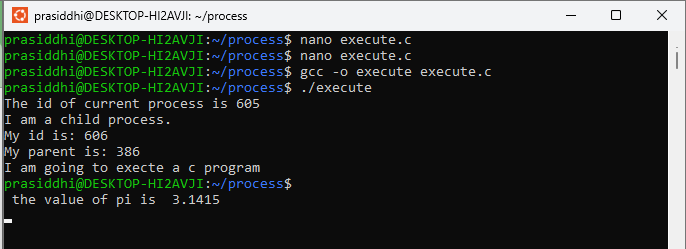 prasiddhi@DESKTOP-HI2AVJI: ~/process
prasiddhi@DESKTOP-HI2AVJI:~/process$ nano execute.c
prasiddhi@DESKTOP-HI2AVJI:~/process$ nano execute.c
prasiddhi@DESKTOP-HI2AVJI:~/process$ gcc -o execute execute.c
prasiddhi@DESKTOP-HI2AVJI:~/process$ ./execute
The id of current process is 605
I am a child process.
My id is: 606
My parent is: 386
I am going to execte a c program
prasiddhi@DESKTOP-HI2AVJI:~/process$
the value of pi is  3.1415